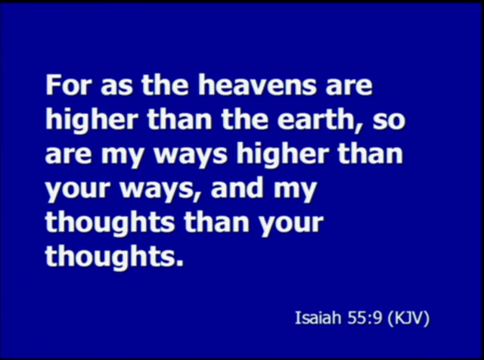 For as the heavens are
higher than the earth, so
are my ways higher than
your ways, and my
thoughts than your
thoughts.
Isaiah 55:9 (KJV)